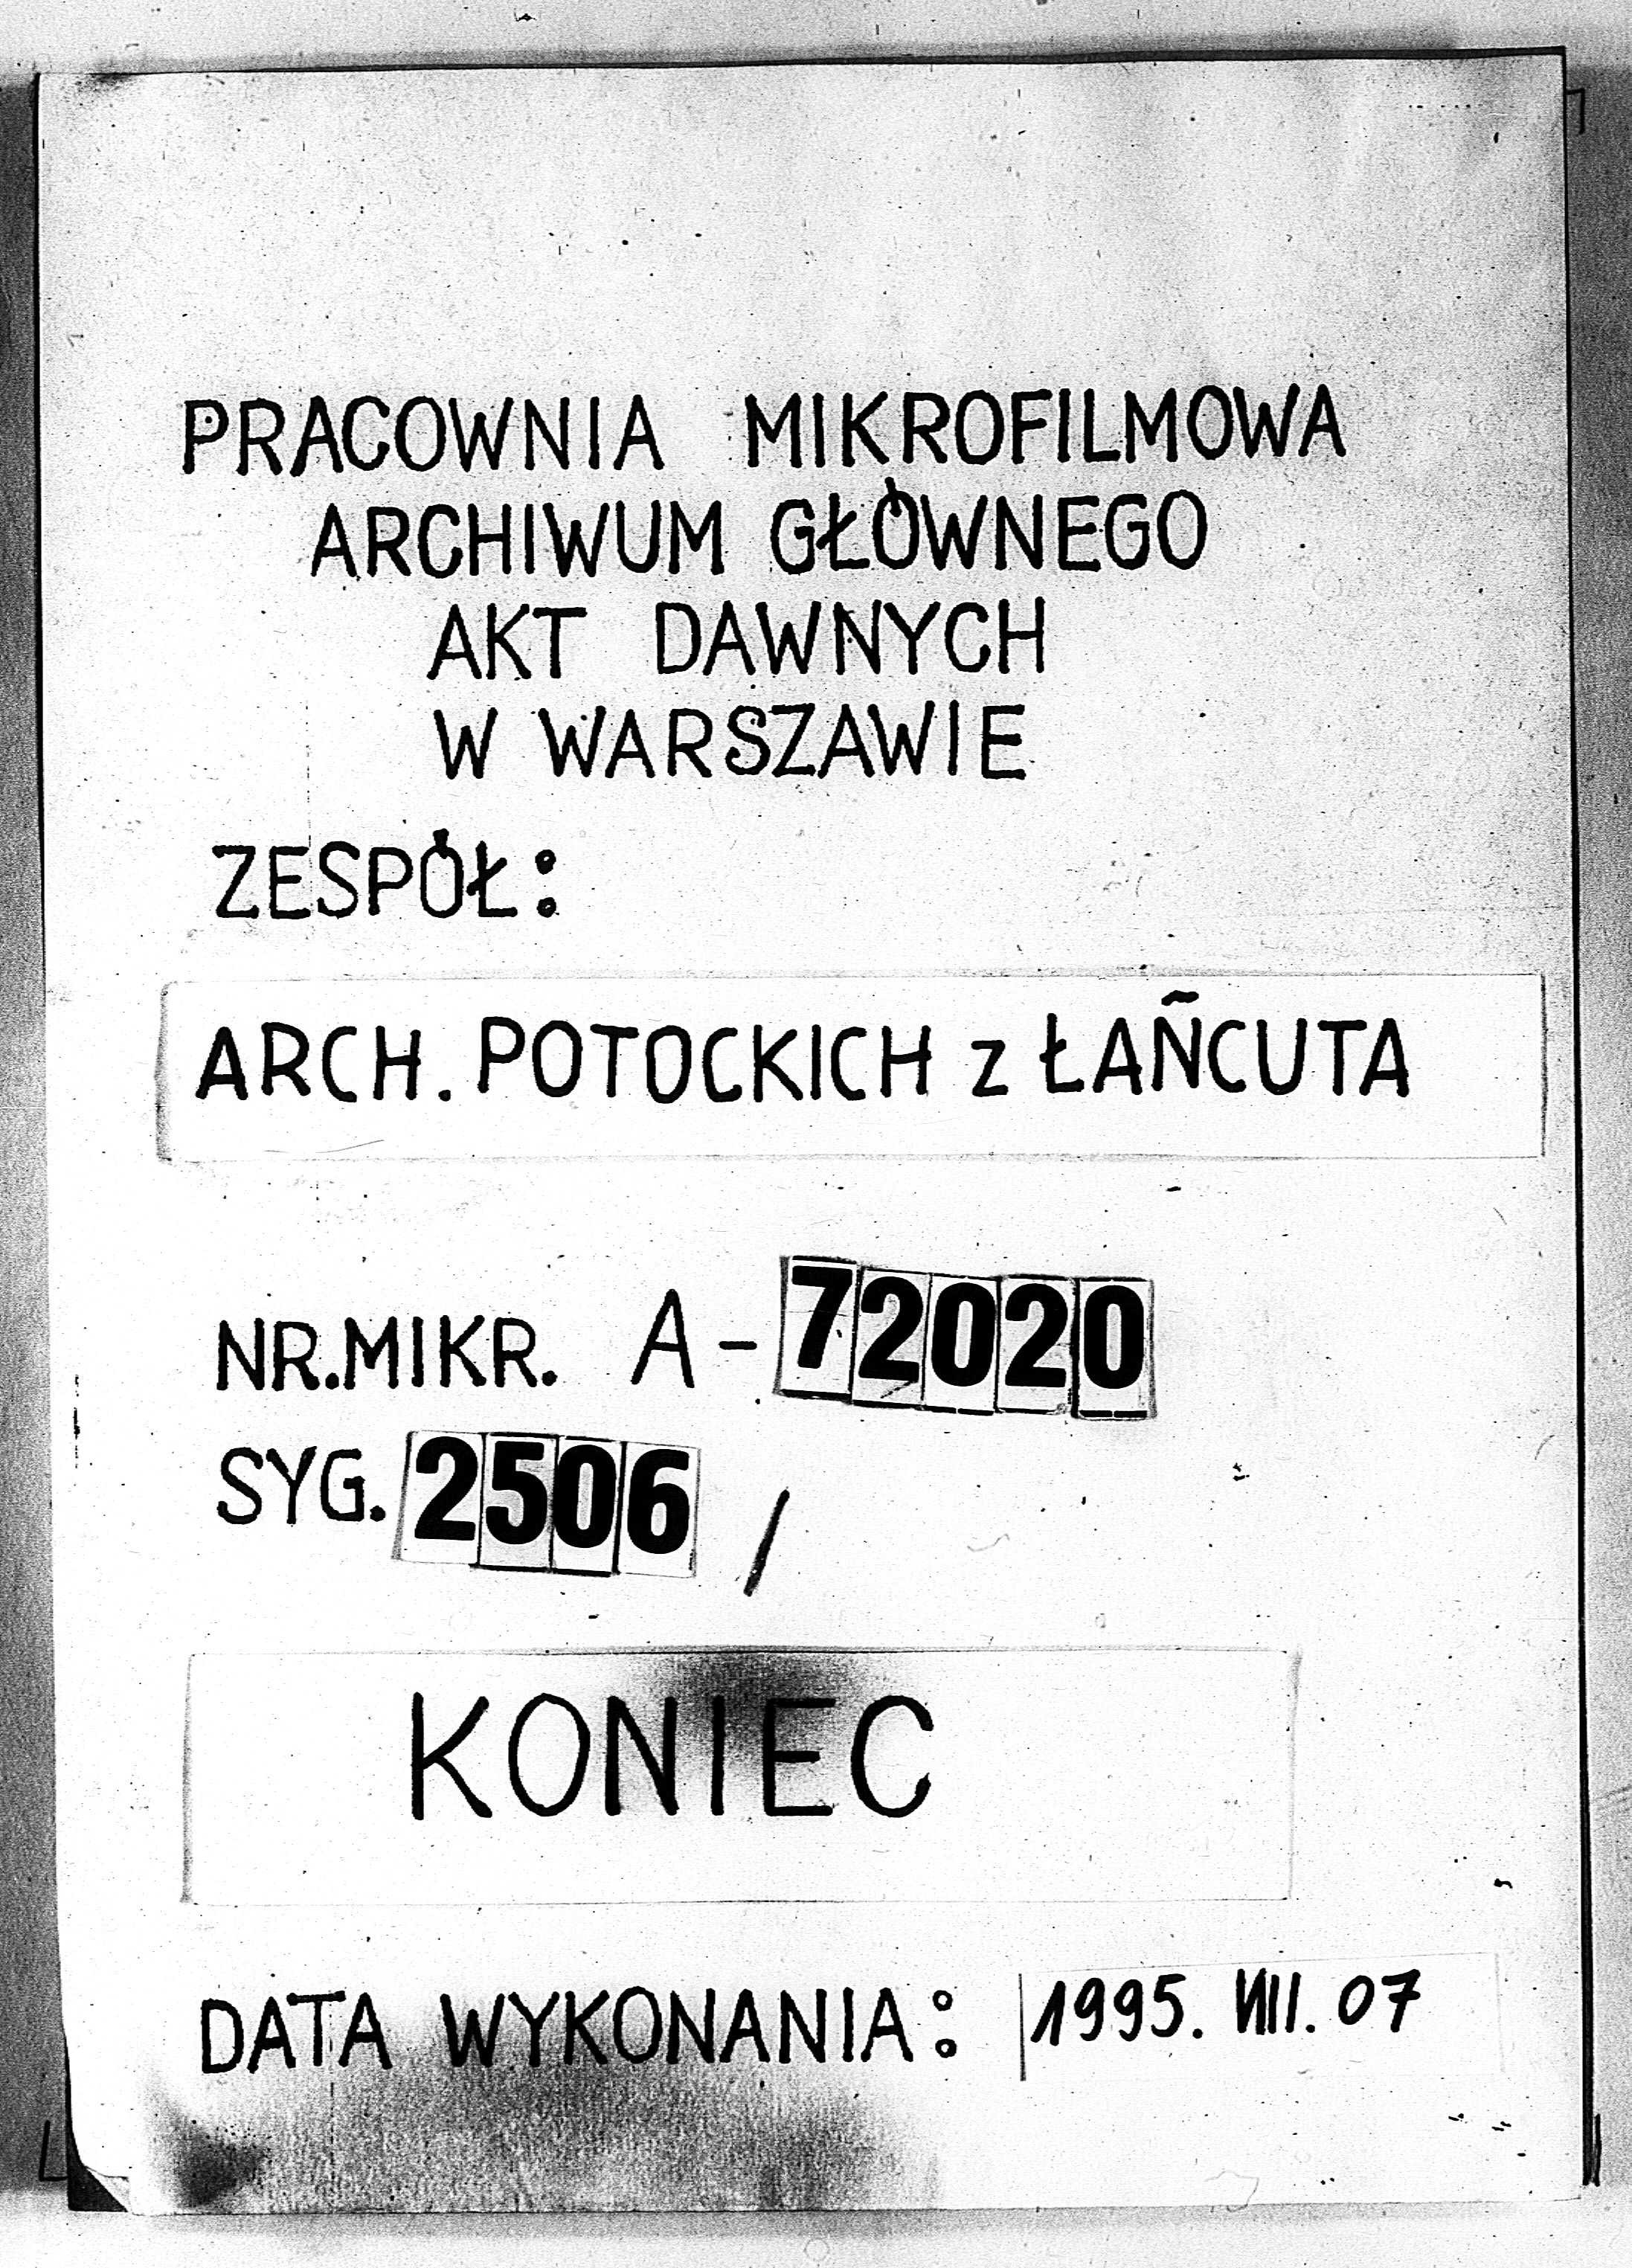 PRACOWNIA MIKROFILMOWA
ARCHIWUM GŁÓWNEGO
AKT DAWNYCH
W WARSZAWIE
ZESPÓŁ:
ARCH. POTOCKICH z ŁAÑCUTA
NR.MIKR. A-72020
SYG. 2506 /
KONIEC
DATA WYKONANIA: 1995. VIII. 07